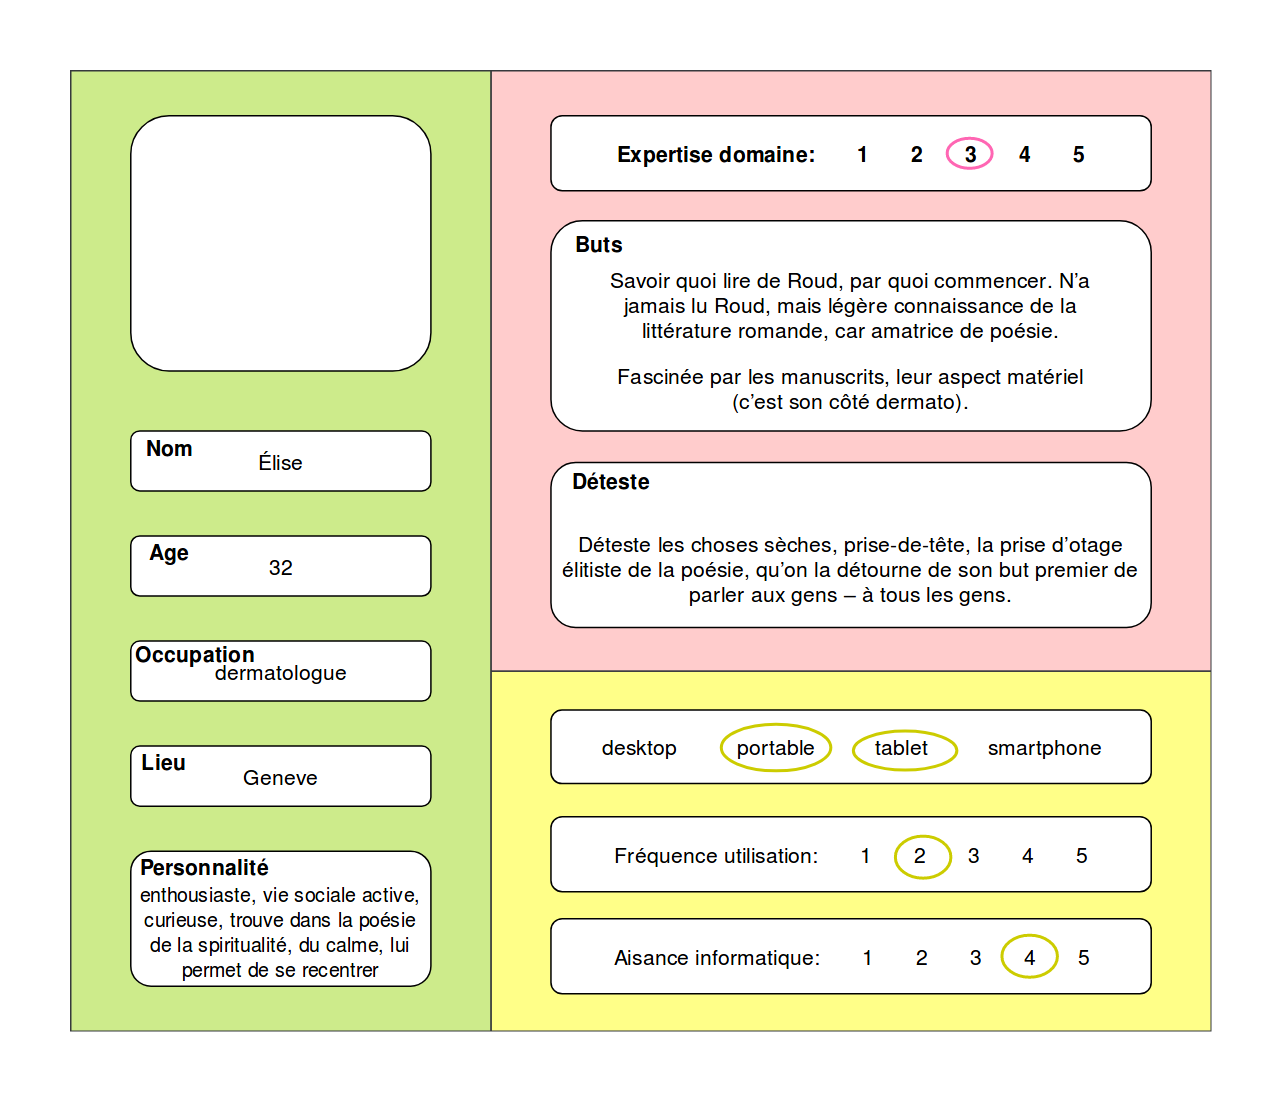 Nom
Élise
Age
32
Occupation
dermatologue
Lieu
Geneve
Personnalité
enthousiaste, vie sociale active,
curieuse, trouve dans la poésie
de la spiritualité, du calme, lui
permet de se recentrer
Expertise domaine: 1 2 3 4 5
Buts
Savoir quoi lire de Roud, par quoi commencer. N’a
jamais lu Roud, mais légère connaissance de la
littérature romande, car amatrice de poésie.
Fascinée par les manuscrits, leur aspect matériel
(c’est son côté dermato).
Déteste
Déteste les choses sèches, prise-de-tête, la prise d’otage
élitiste de la poésie, qu’on la détourne de son but premier de
parler aux gens – à tous les gens.
desktop portable tablet smartphone
Fréquence utilisation: 1 2 3 4 5
Aisance informatique: 1 2 3 4 5